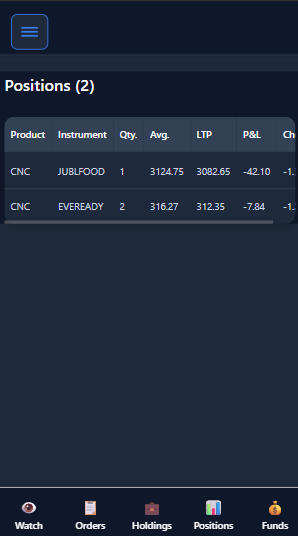 Positions (2)
Product Instrument Qty. Avg. LTP P&L Ch
CNC JUBLFOOD 1 3124.75 3082.65 -42.10 -1.
CNC EVEREADY 2 316.27 312.35 -7.84 -1.
Watch Orders Holdings Positions Funds